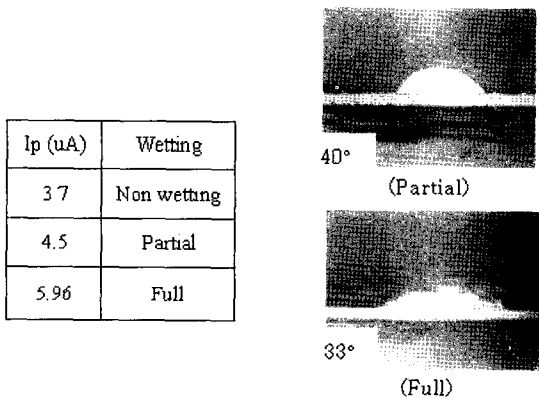 Ip (uA) Wetting
3 7 Non wetting
4.5 Partial
5.96 Full
40°
(Partial)
33°
(Full)